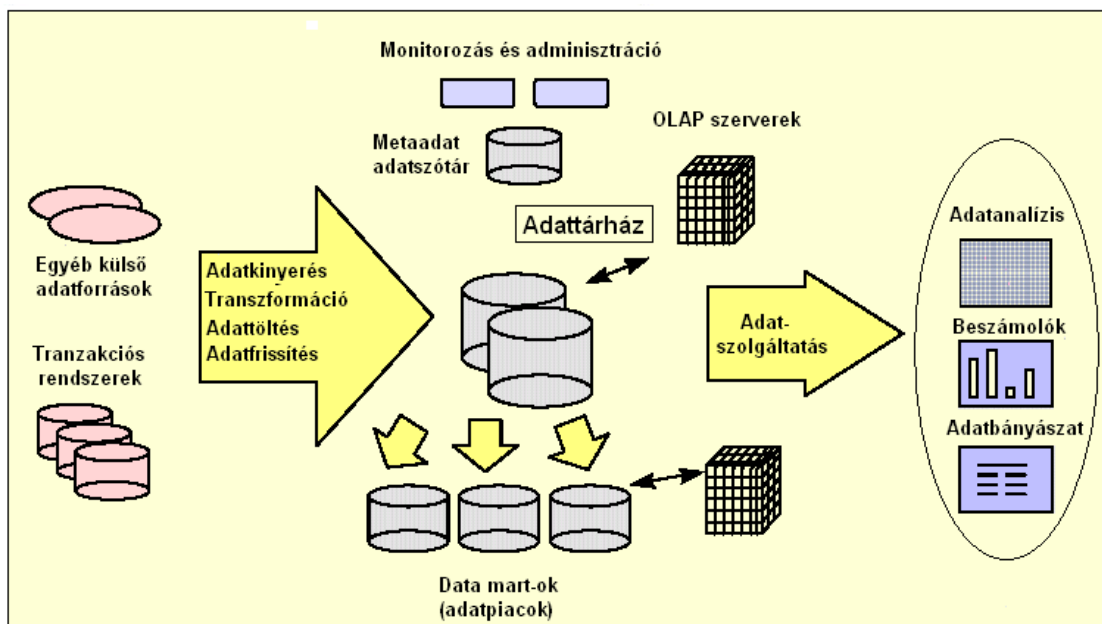 Monitorozás és adminisztráció
OLAP szerverek
Metaadat
adatszótár
Adattárház
Egyéb külső
adatforrások
Tranzakciós
rendszerek
Adatkinyerés
Transzformáció
Adattöltés
Adatfrissítés
Adat-
szolgáltatás
Adatanalízis
Beszámolók
Adatbányászat
Data mart-ok
(adatpiacok)